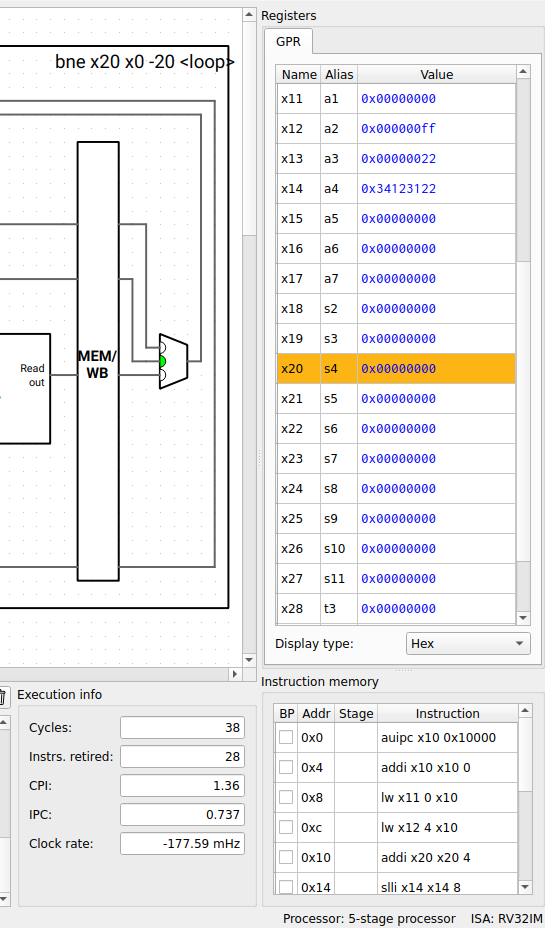 bne x20 x0 -20 <loop>
Read
out
MEM/
WB
Registers
GPR
Name Alias Value
x11 a1 0x00000000
x12 a2 0x000000ff
x13 a3 0x00000022
x14 a4 0x34123122
x15 a5 0x00000000
x16 a6 0x00000000
x17 a7 0x00000000
x18 s2 0x00000000
x19 s3 0x00000000
x20 s4 0x00000000
x21 s5 0x00000000
x22 s6 0x00000000
x23 s7 0x00000000
x24 s8 0x00000000
x25 s9 0x00000000
x26 s10 0x00000000
x27 s11 0x00000000
x28 t3 0x00000000
Display type: Hex
Execution info
Cycles: 38
Instrs. retired: 28
CPI: 1.36
IPC: 0.737
Clock rate: -177.59 mHz
Instruction memory
BP Addr Stage Instruction
0x0 auipc x10 0x10000
0x4 addi x10 x10 0
0x8 lw x11 0 x10
0xc lw x12 4 x10
0x10 addi x20 x20 4
0x14 slli x14 x14 8
Processor: 5-stage processor ISA: RV32IM